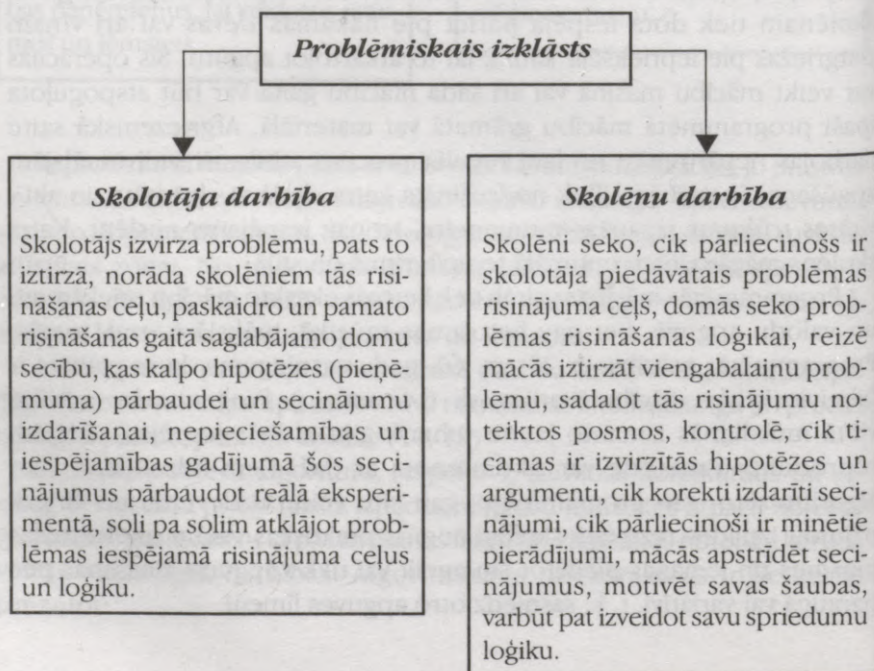 Problēmiskais izklāsts
Skolotāja darbība
Skolotājs izvirza problēmu, pats to
iztirzā, norāda skolēniem tās risi-
nāšanas ceļu, paskaidro un pamato
risināšanas gaitā saglabājamo domu
secību, kas kalpo hipotēzes (pieņē-
muma) pārbaudei un secinājumu
izdarīšanai, nepieciešamības un
iespējamības gadījumā šos seci-
nājumus pārbaudot reālā eksperi-
mentā, soli pa solim atklājot prob-
lēmas iespējamā risinājuma ceļus
un loģiku.
Skolēnu darbība
Skolēni seko, cik pārliecinošs ir
skolotāja piedāvātais problēmas
risinājuma ceļš, domās seko prob-
lēmas risināšanas loģikai, reizē
mācās iztirzāt viengabalainu prob-
lēmu, sadalot tās risinājumu no-
teiktos posmos, kontrolē, cik ti-
camas ir izvirzītās hipotēzes un
argumenti, cik korekti izdarīti seci-
nājumi, cik pārliecinoši ir minētie
pierādījumi, mācās apstrīdēt seci-
nājumus, motivēt savas šaubas,
varbūt pat izveidot savu spriedumu
loģiku.